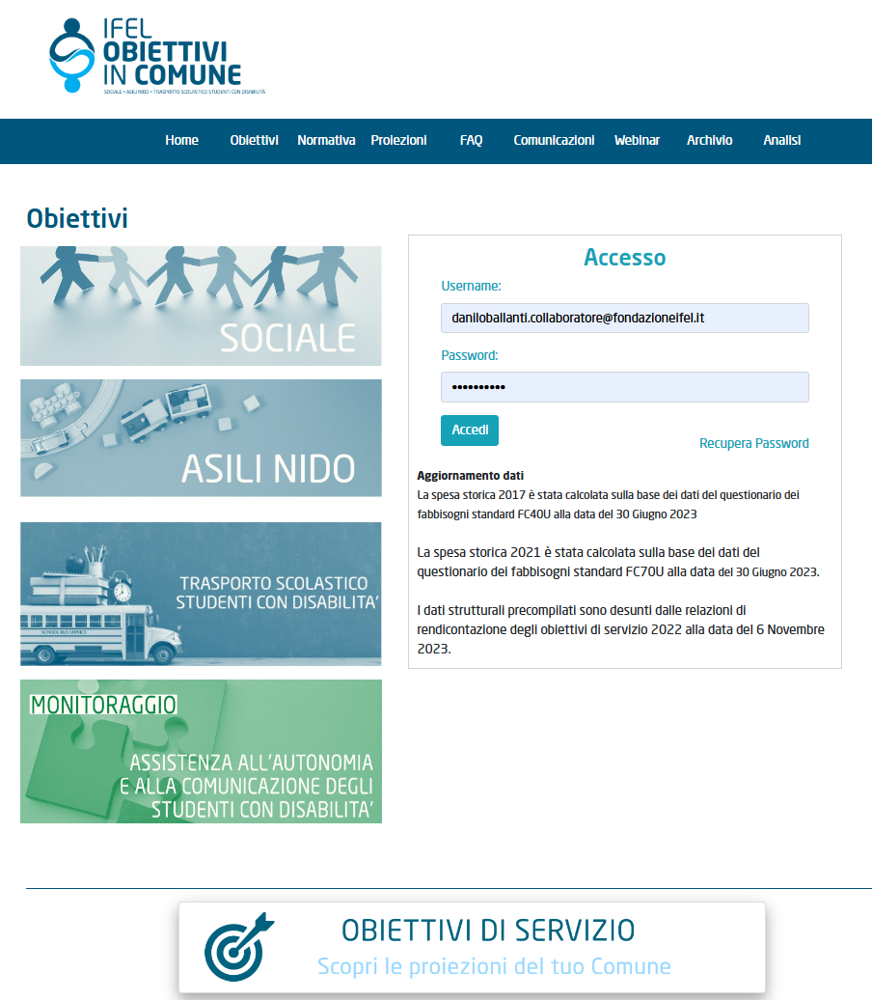 IFEL
OBIETTIVI
IN COMUNE
SOCIALE • ASILI NIDO • TRASPORTO SCOLASTICO STUDENTI CON DISABILITÀ
Home Obiettivi Normativa Proiezioni FAQ Comunicazioni Webinar Archivio Analisi
Obiettivi
SOCIALE
ASILI NIDO
TRASPORTO SCOLASTICO
STUDENTI CON DISABILITA'
SCHOOL BUS SERVICE
MONITORAGGIO
ASSISTENZA ALL'AUTONOMIA
E ALLA COMUNICAZIONE DEGLI
STUDENTI CON DISABILITA'
Accesso
Username:
daniloballanti.collaboratore@fondazioneifel.it
Password:
••••••••••
Accedi
Recupera Password
Aggiornamento dati
La spesa storica 2017 è stata calcolata sulla base dei dati del questionario dei
fabbisogni standard FC40U alla data del 30 Giugno 2023
La spesa storica 2021 è stata calcolata sulla base dei dati del
questionario dei fabbisogni standard FC70U alla data del 30 Giugno 2023.
I dati strutturali precompilati sono desunti dalle relazioni di
rendicontazione degli obiettivi di servizio 2022 alla data del 6 Novembre
2023.
OBIETTIVI DI SERVIZIO
Scopri le proiezioni del tuo Comune